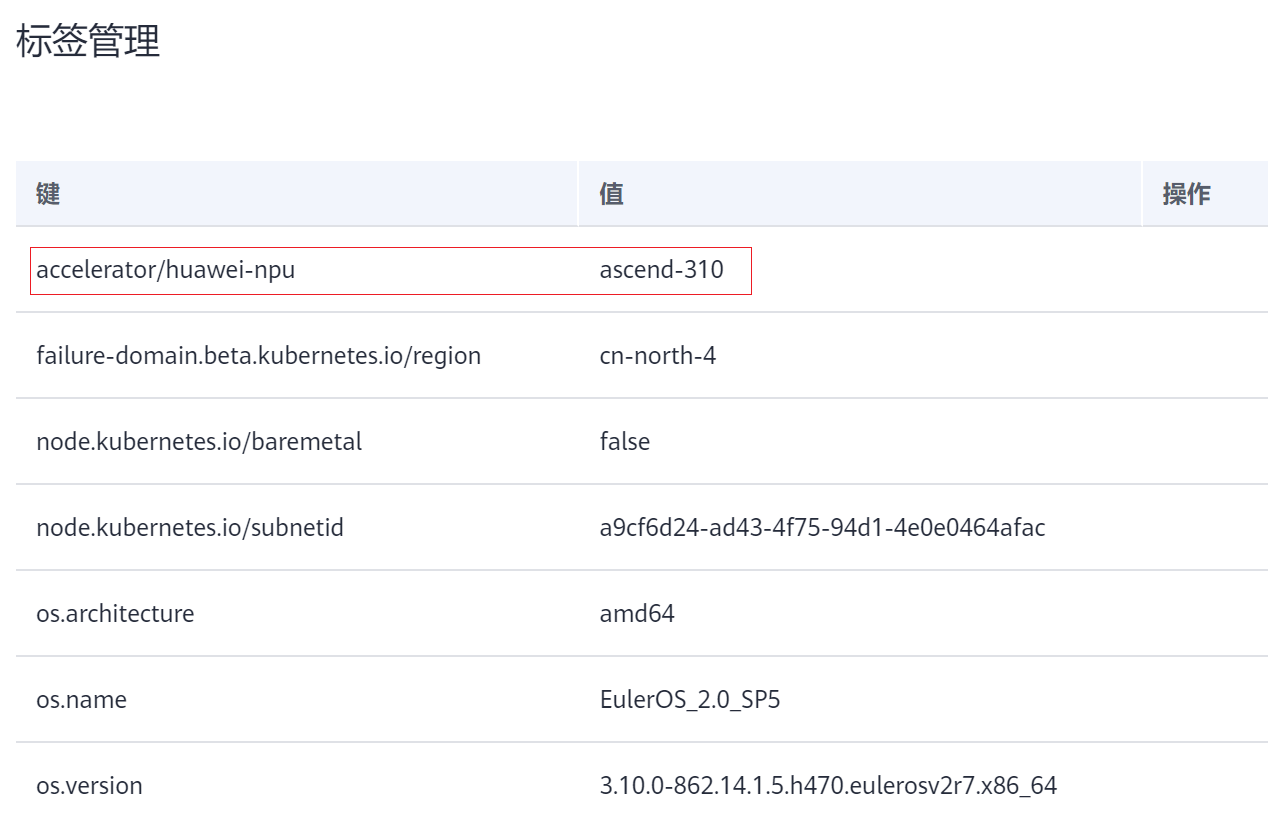 标签管理
键 值 操作
accelerator/huawei-npu ascend-310
failure-domain.beta.kubernetes.io/region cn-north-4
node.kubernetes.io/baremetal false
node.kubernetes.io/subnetid a9cf6d24-ad43-4f75-94d1-4e0e0464afac
os.architecture amd64
os.name EulerOS_2.0_SP5
os.version 3.10.0-862.14.1.5.h470.eulerosv2r7.x86_64